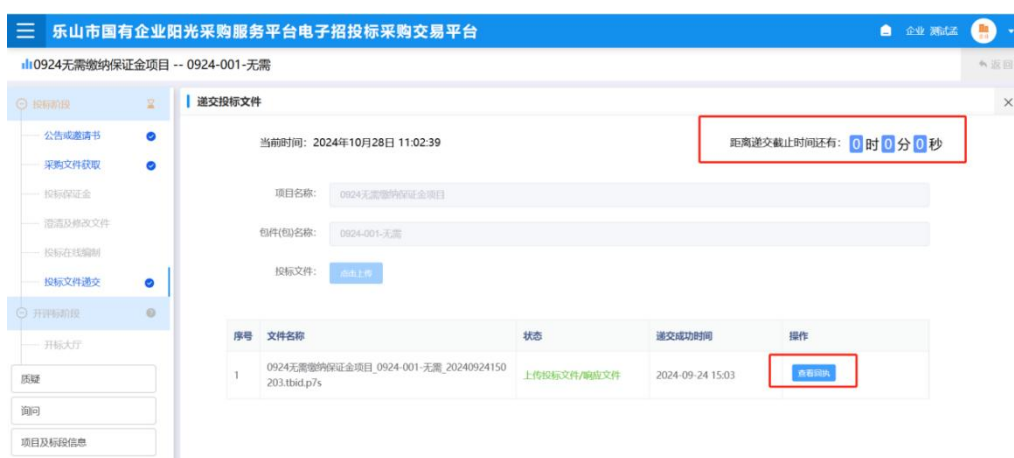 乐山市国有企业阳光采购服务平台电子招投标采购交易平台
企业 测试孟
0924无需缴纳保证金项目 -- 0924-001-无需
返回
投标阶段
递交投标文件
公告或邀请书
当前时间：2024年10月28日 11:02:39
距离递交截止时间还有： 0时0分0秒
采购文件获取
投标保证金
项目名称： 0924无需缴纳保证金项目
澄清及修改文件
包件(包)名称： 0924-001-无需
投标在线编制
投标文件： 点击上传
投标文件递交
开评标阶段
开标大厅
序号 文件名称 状态 递交成功时间 操作
1 0924无需缴纳保证金项目_0924-001-无需_20240924150
203.tbid.p7s
上传投标文件/响应文件 2024-09-24 15:03 查看回执
质疑
询问
项目及标段信息